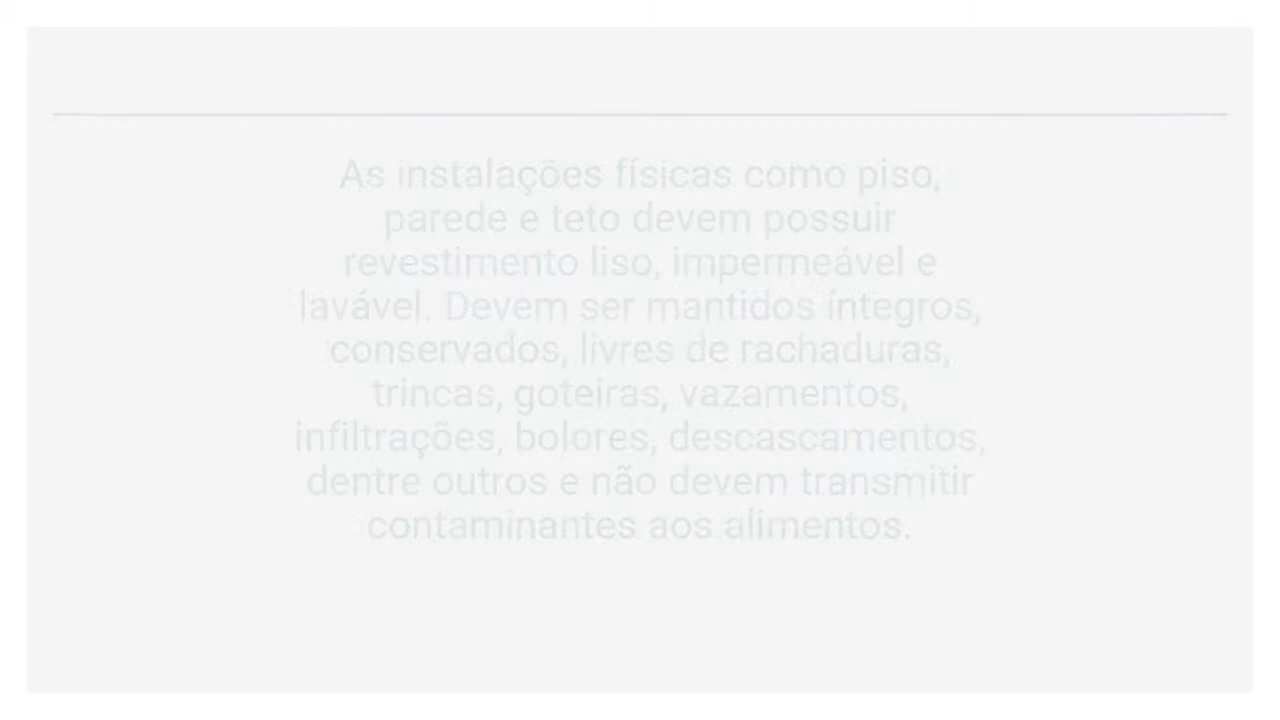 As instalações físicas como piso,
parede e teto devem possuir
revestimento liso, impermeável e
lavável. Devem ser mantidos íntegros,
conservados, livres de rachaduras,
trincas, goteiras, vazamentos,
infiltrações, bolores, descascamentos,
dentre outros e não devem transmitir
contaminantes aos alimentos.